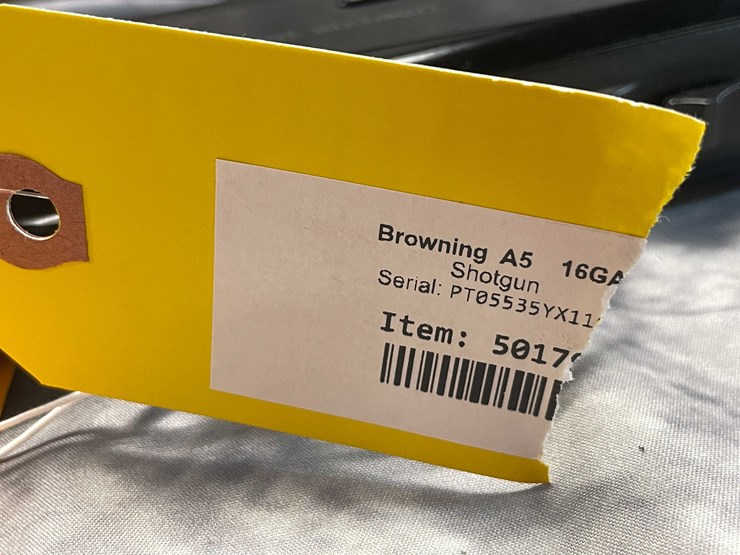 Browning A5 16GA
Shotgun
Serial: PT05535YX11
Item: 5017